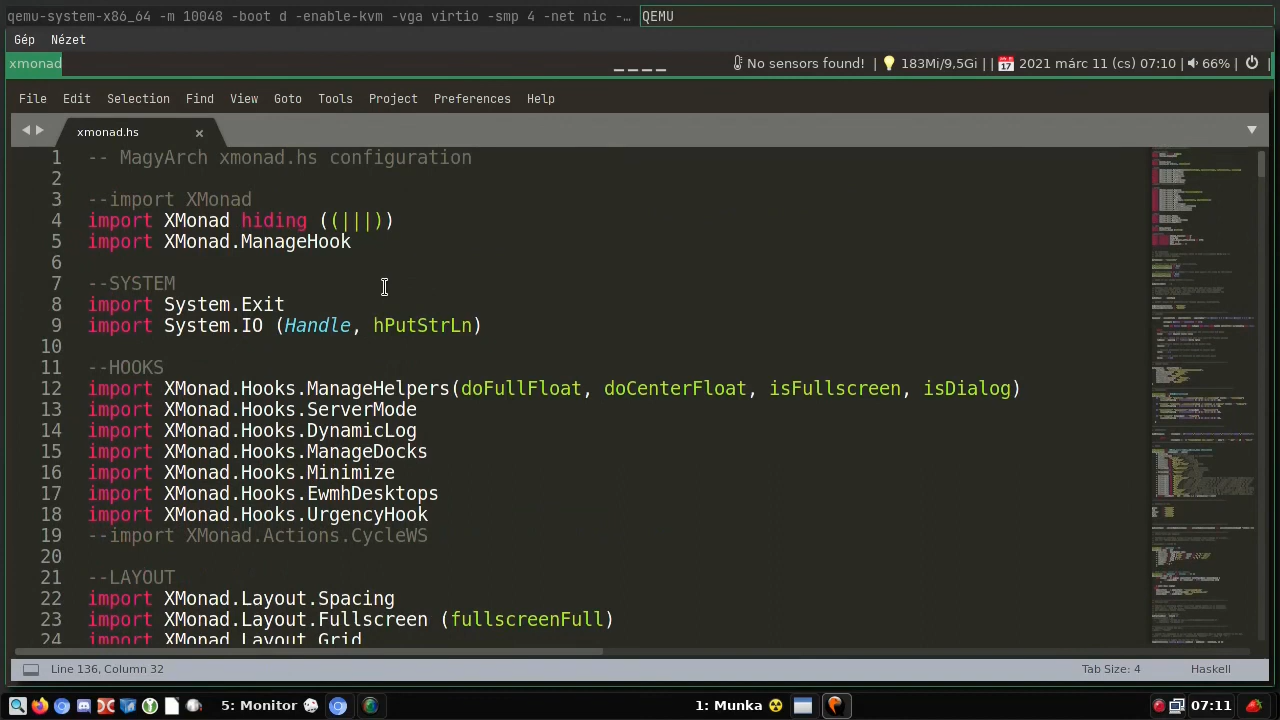 qemu-system-x86_64 -m 10048 -boot d -enable-kvm -vga virtio -smp 4 -net nic -…
QEMU
Gép Nézet
xmonad
No sensors found! | 183Mi/9,5Gi | | 17 2021 márc 11 (cs) 07:10 | 66% | |
File Edit Selection Find View Goto Tools Project Preferences Help
xmonad.hs ×
1 -- MagyArch xmonad.hs configuration
2
3 --import XMonad
4 import XMonad hiding ((|||))
5 import XMonad.ManageHook
6
7 --SYSTEM
8 import System.Exit
9 import System.IO (Handle, hPutStrLn)
10
11 --HOOKS
12 import XMonad.Hooks.ManageHelpers(doFullFloat, doCenterFloat, isFullscreen, isDialog)
13 import XMonad.Hooks.ServerMode
14 import XMonad.Hooks.DynamicLog
15 import XMonad.Hooks.ManageDocks
16 import XMonad.Hooks.Minimize
17 import XMonad.Hooks.EwmhDesktops
18 import XMonad.Hooks.UrgencyHook
19 --import XMonad.Actions.CycleWS
20
21 --LAYOUT
22 import XMonad.Layout.Spacing
23 import XMonad.Layout.Fullscreen (fullscreenFull)
24 import XMonad.Layout.Grid
Line 136, Column 32
Tab Size: 4
Haskell
5: Monitor
1: Munka
07:11